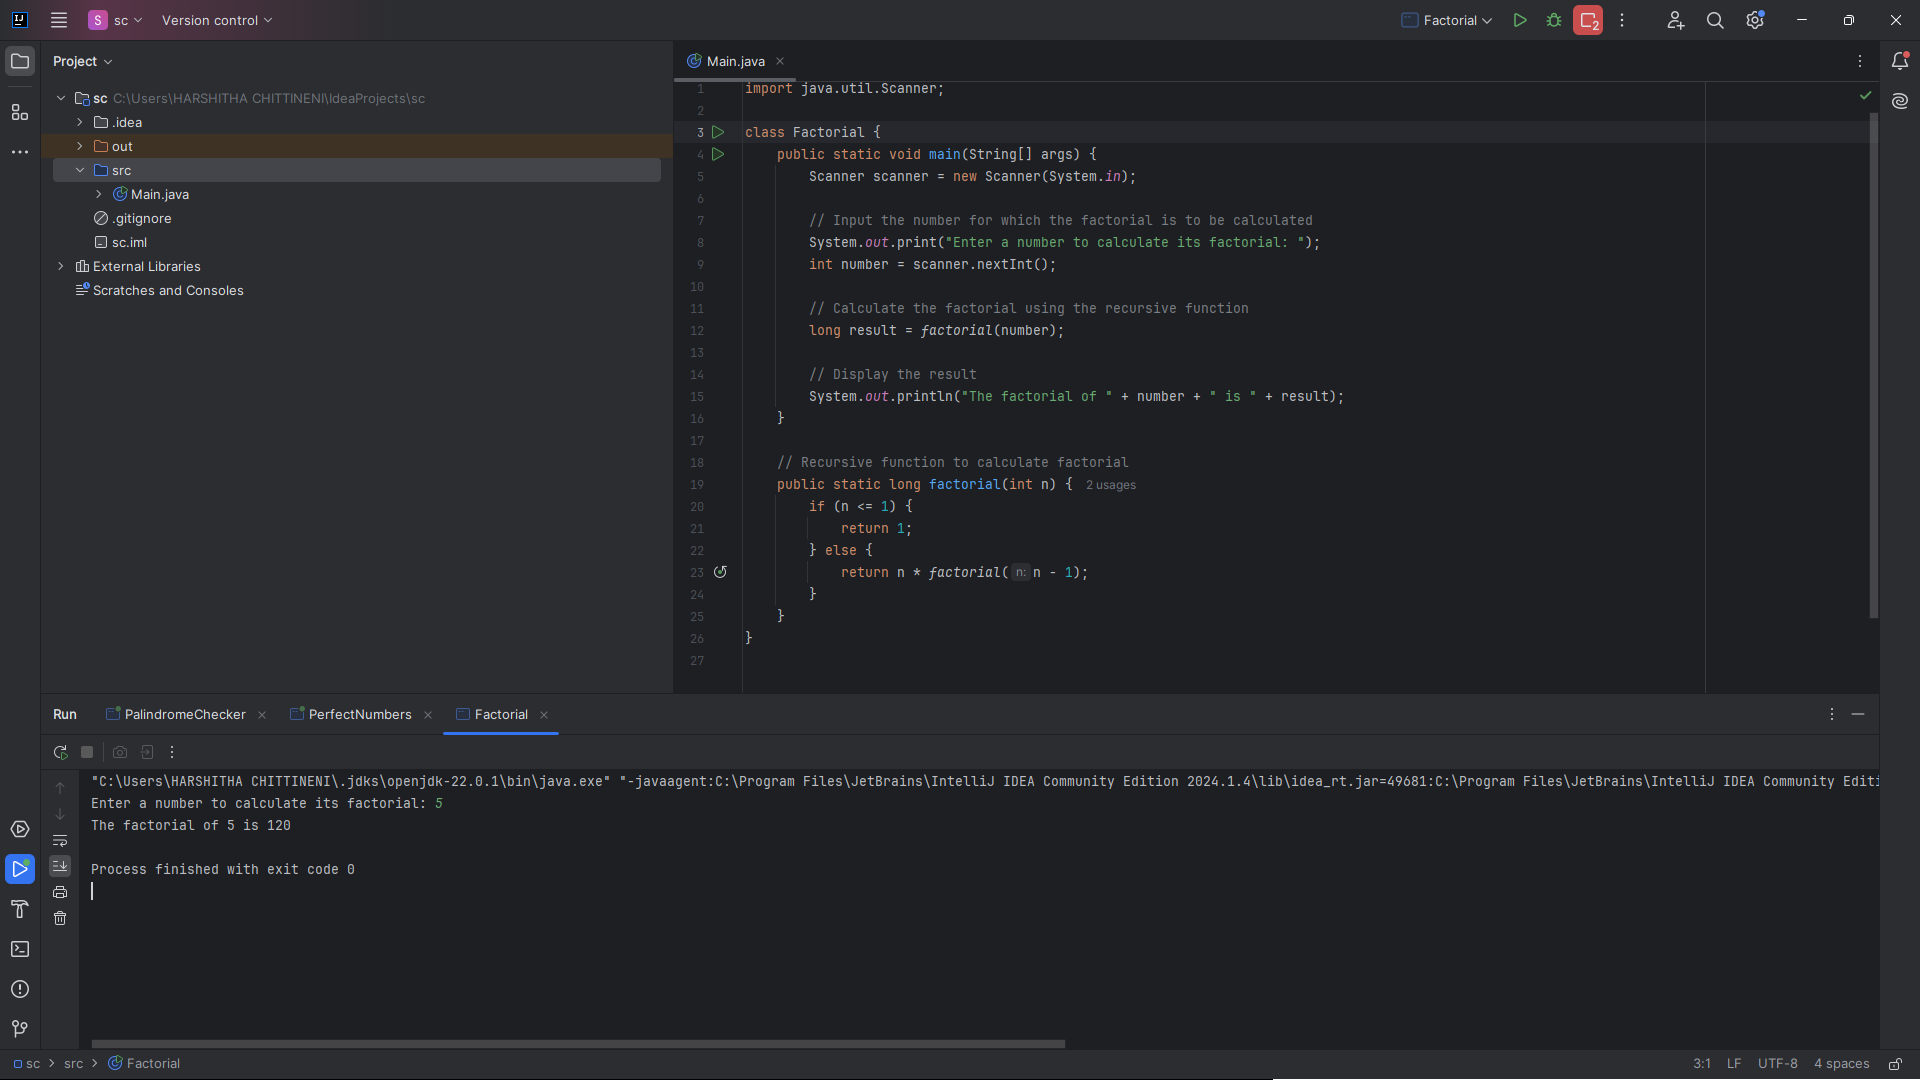 sc Version control Factorial 2
Project
sc C:\Users\HARSHITHA CHITTINENI\IdeaProjects\sc
.idea
out
src
Main.java
.gitignore
sc.iml
External Libraries
Scratches and Consoles
Main.java
1 import java.util.Scanner;
2
3 class Factorial {
4 public static void main(String[] args) {
5 Scanner scanner = new Scanner(System.in);
6
7 // Input the number for which the factorial is to be calculated
8 System.out.print("Enter a number to calculate its factorial: ");
9 int number = scanner.nextInt();
10
11 // Calculate the factorial using the recursive function
12 long result = factorial(number);
13
14 // Display the result
15 System.out.println("The factorial of " + number + " is " + result);
16 }
17
18 // Recursive function to calculate factorial
19 public static long factorial(int n) { 2 usages
20 if (n <= 1) {
21 return 1;
22 } else {
23 return n * factorial( n: n - 1);
24 }
25 }
26 }
27
Run PalindromeChecker PerfectNumbers Factorial
"C:\Users\HARSHITHA CHITTINENI\.jdks\openjdk-22.0.1\bin\java.exe" "-javaagent:C:\Program Files\JetBrains\IntelliJ IDEA Community Edition 2024.1.4\lib\idea_rt.jar=49681:C:\Program Files\JetBrains\IntelliJ IDEA Community Editi
Enter a number to calculate its factorial: 5
The factorial of 5 is 120
Process finished with exit code 0
sc > src > Factorial 3:1 LF UTF-8 4 spaces